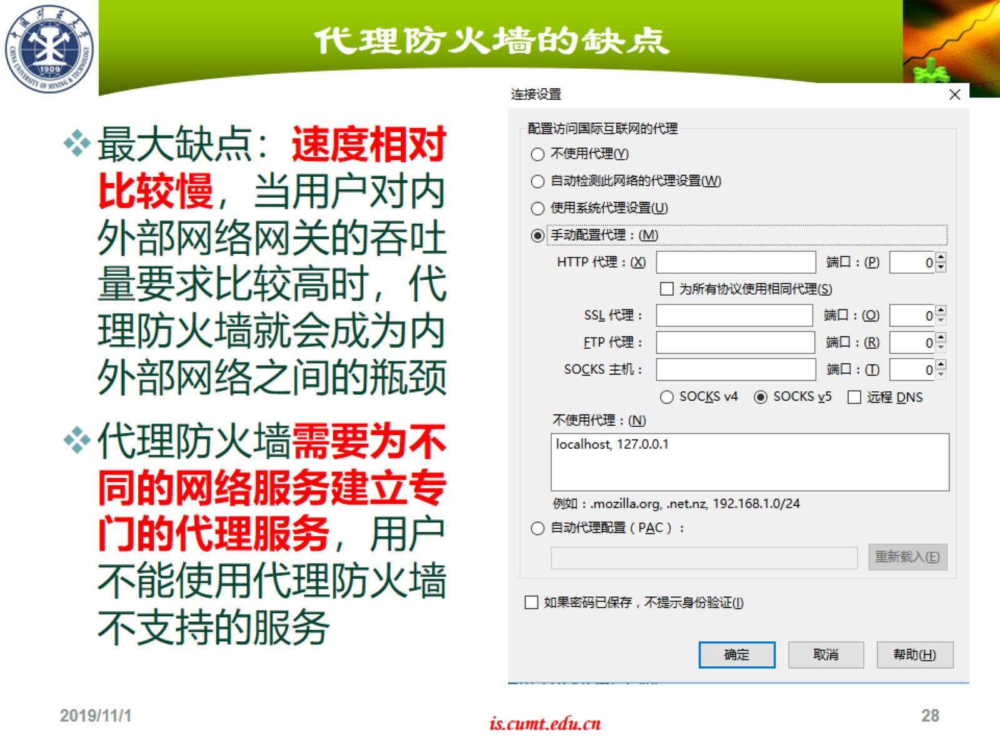 中国矿业大学
CHINA UNIVERSITY OF MINING & TECHNOLOGY
1909
代理防火墙的缺点
最大缺点：速度相对
比较慢，当用户对内
外部网络网关的吞吐
量要求比较高时，代
理防火墙就会成为内
外部网络之间的瓶颈
代理防火墙需要为不
同的网络服务建立专
门的代理服务，用户
不能使用代理防火墙
不支持的服务
连接设置
配置访问国际互联网的代理
不使用代理(Y)
自动检测此网络的代理设置(W)
使用系统代理设置(U)
手动配置代理：(M)
HTTP 代理：(X) 端口：(P) 0
为所有协议使用相同代理(S)
SSL 代理： 端口：(O) 0
FTP 代理： 端口：(R) 0
SOCKS 主机： 端口：(T) 0
SOCKS v4 SOCKS v5 远程 DNS
不使用代理：(N)
localhost, 127.0.0.1
例如：.mozilla.org, .net.nz, 192.168.1.0/24
自动代理配置（PAC）：
重新载入(E)
如果密码已保存，不提示身份验证(I)
确定 取消 帮助(H)
2019/11/1
is.cumt.edu.cn
28